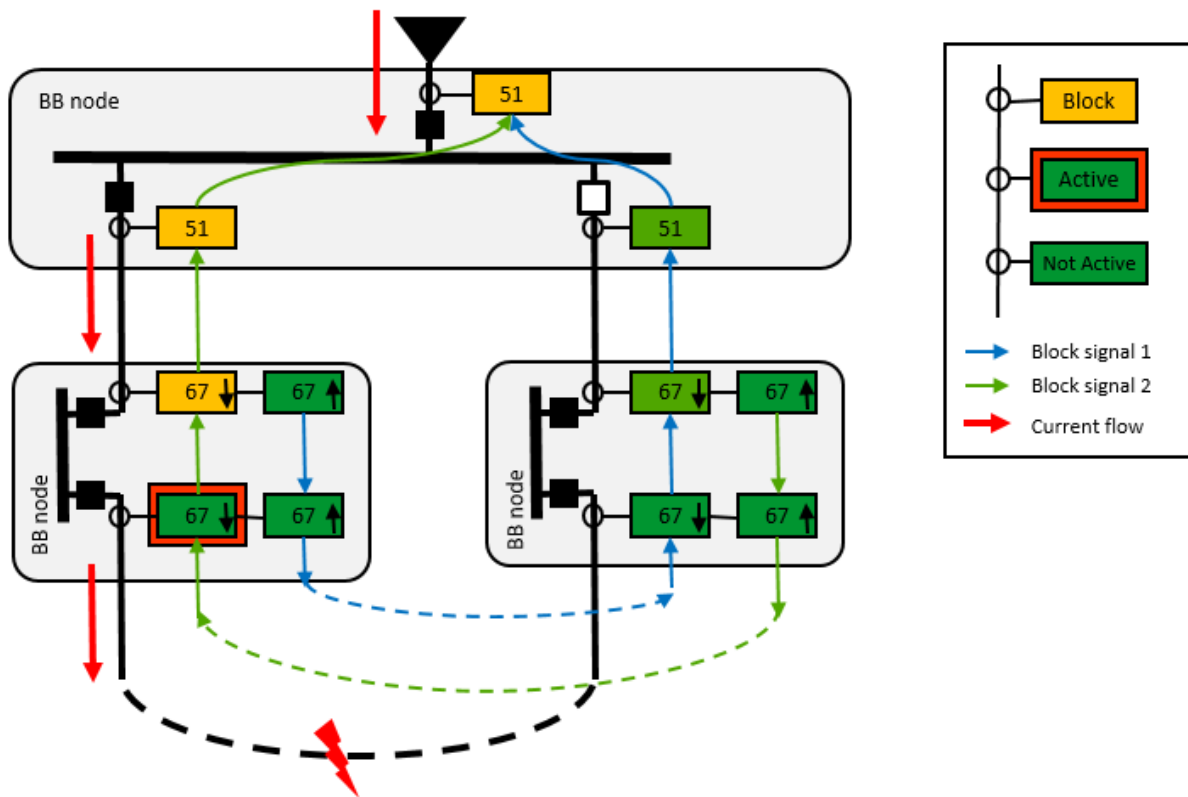 BB node
51
51
51
Block
Active
Not Active
Block signal 1
Block signal 2
Current flow
BB node
67
67
67
67
BB node
67
67
67
67